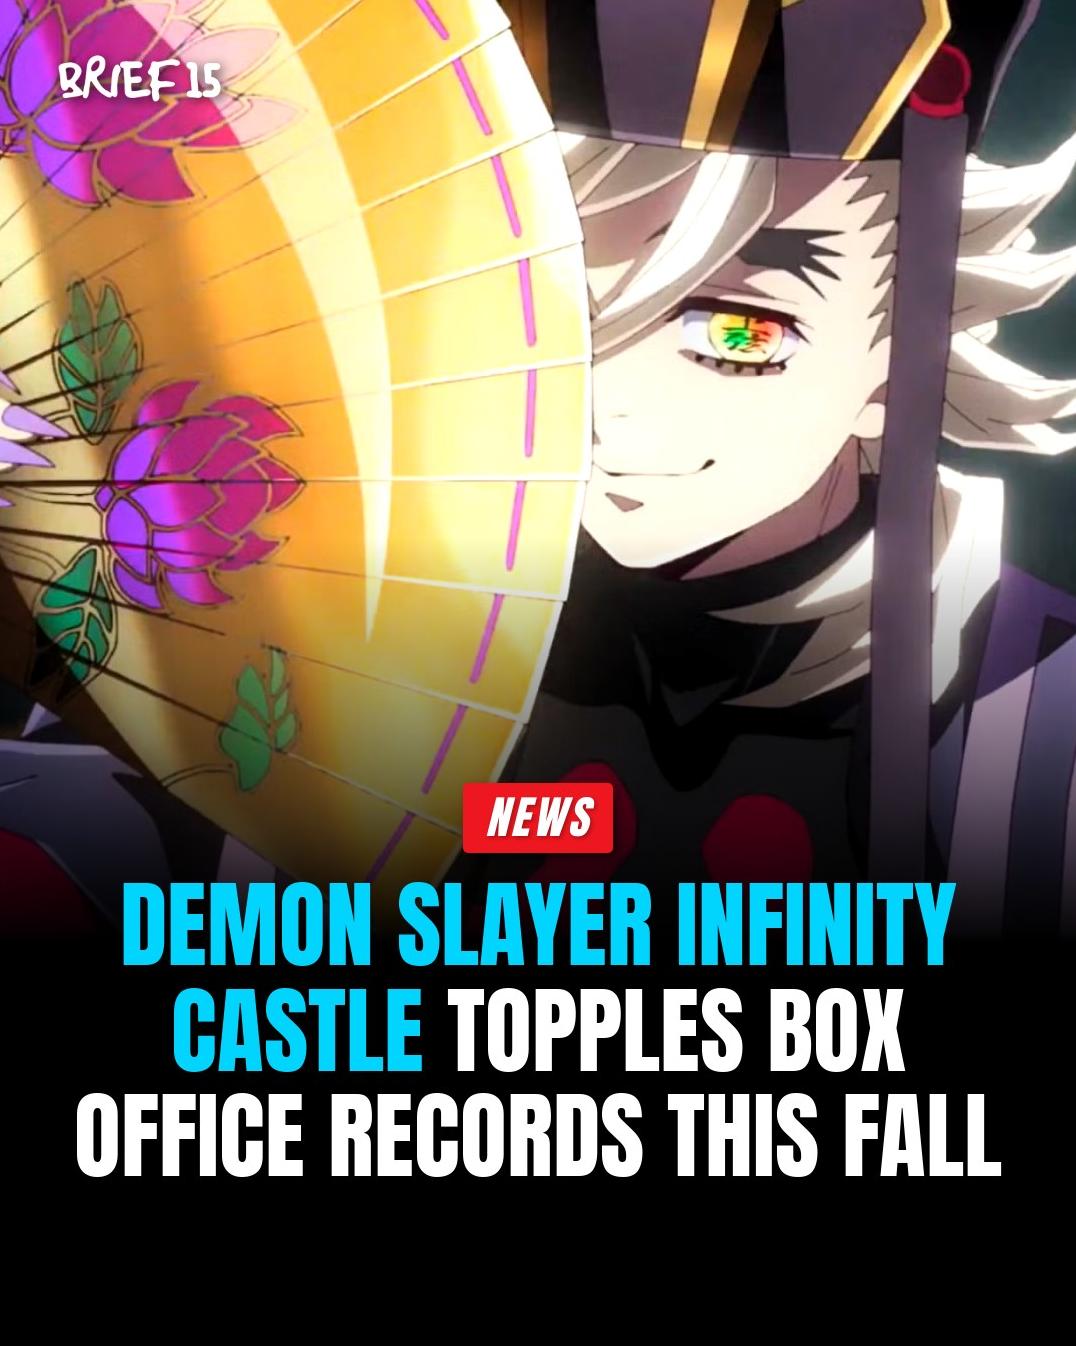 BRIEF 15
NEWS
DEMON SLAYER INFINITY
CASTLE TOPPLES BOX
OFFICE RECORDS THIS FALL